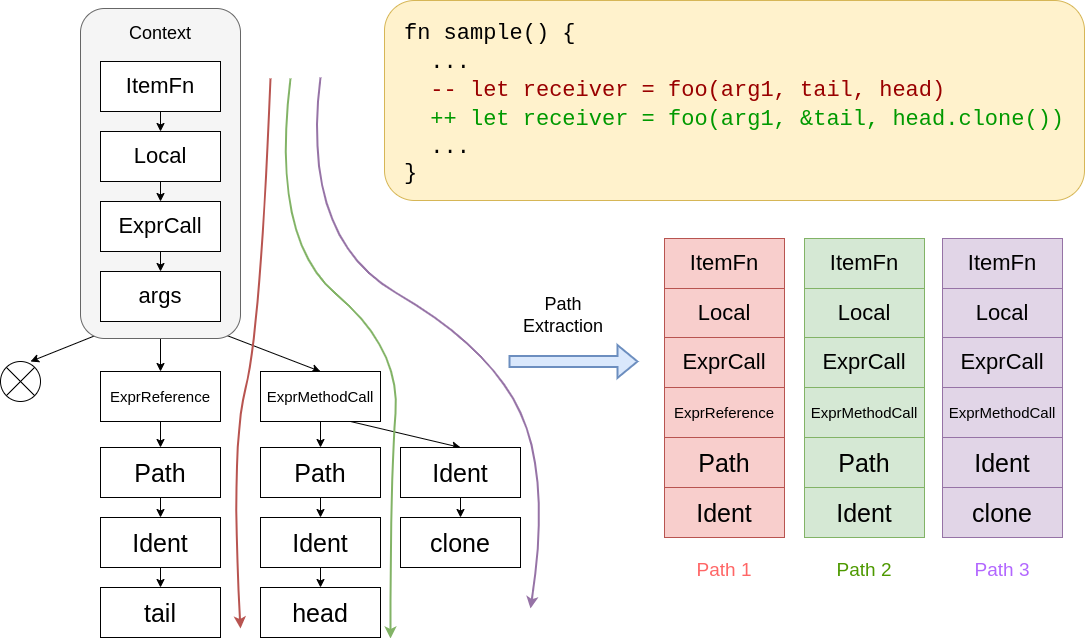 Context
ItemFn
Local
ExprCall
args
ExprReference
ExprMethodCall
Path
Path
Ident
Ident
Ident
clone
tail
head
fn sample() {
...
-- let receiver = foo(arg1, tail, head)
++ let receiver = foo(arg1, &tail, head.clone())
...
}
Path
Extraction
ItemFn
Local
ExprCall
ExprReference
Path
Ident
Path 1
ItemFn
Local
ExprCall
ExprMethodCall
Path
Ident
Path 2
ItemFn
Local
ExprCall
ExprMethodCall
Ident
clone
Path 3